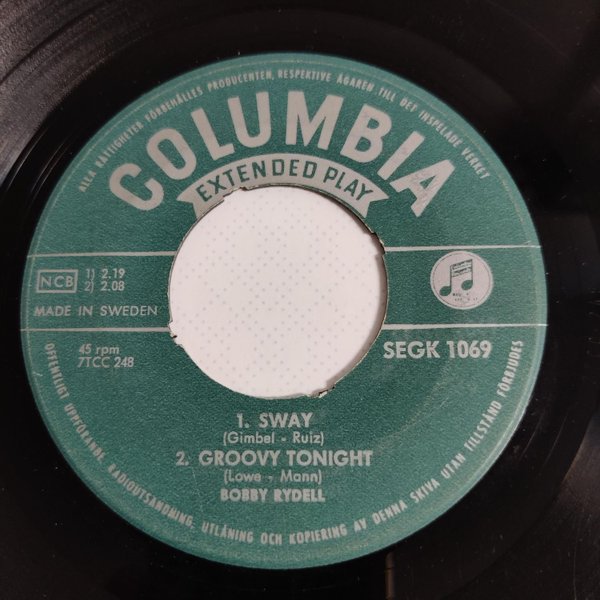 ALLA RÄTTIGHETER FÖRBEHÅLLES PRODUCENTEN, RESPEKTIVE ÄGAREN TILL DET INSPELADE VERKET
COLUMBIA
EXTENDED PLAY
NCB
1) 2.19
2) 2.08
MADE IN SWEDEN
45 rpm
7TCC 248
SEGK 1069
1. SWAY
(Gimbel - Ruiz)
2. GROOVY TONIGHT
(Lowe - Mann)
BOBBY RYDELL
OFFENTLIGT UPPFÖRANDE, RADIOUTSÄNDNING, UTLÅNING OCH KOPIERING AV DENNA SKIVA UTAN TILLSTÅND FÖRBJUDES